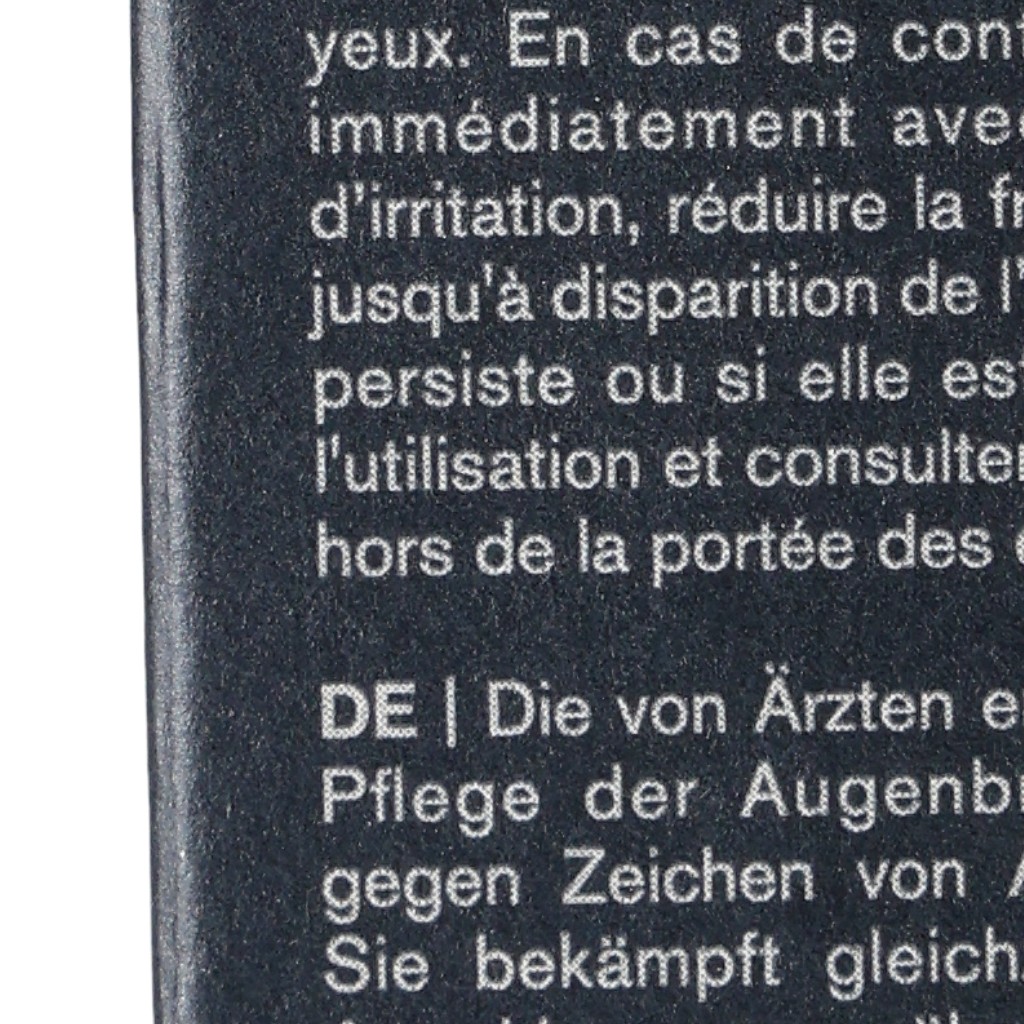 yeux. En cas de cont
immédiatement avec
d'irritation, réduire la fr
jusqu'à disparition de l'
persiste ou si elle est
l'utilisation et consulter
hors de la portée des
DE | Die von Ärzten
Pflege der Augenb
gegen Zeichen von
Sie bekämpft gleich